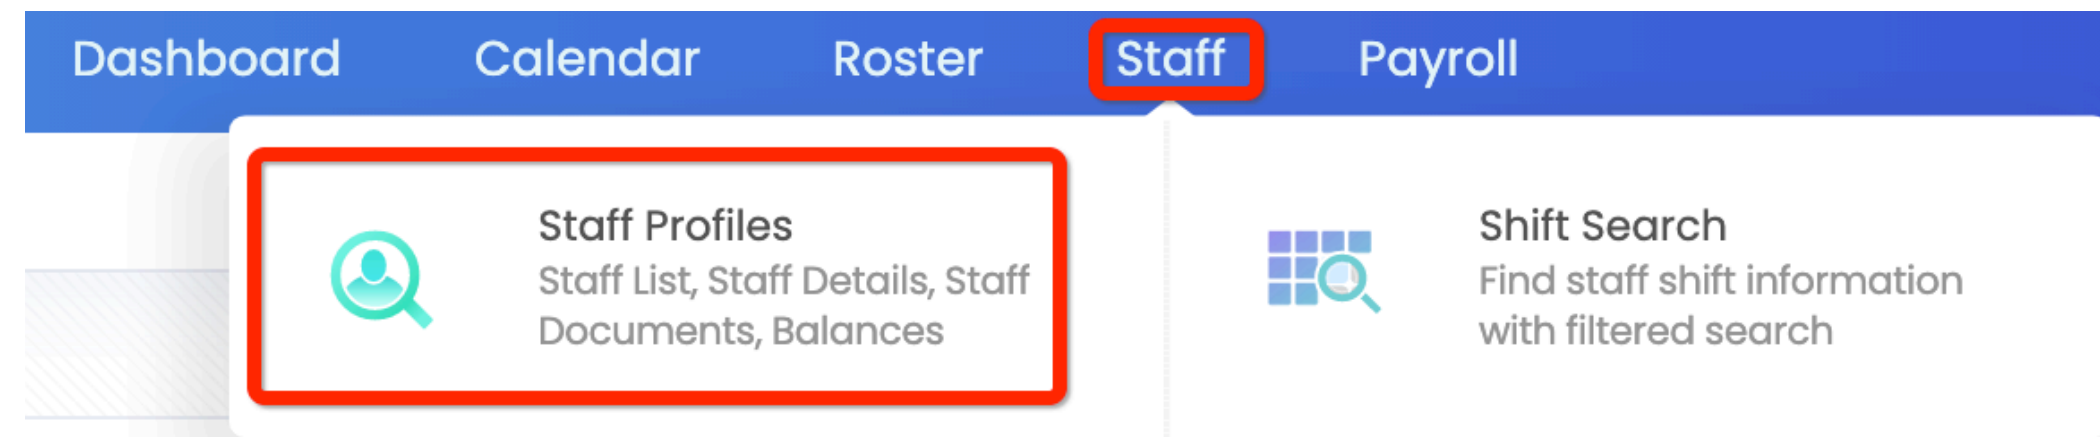 Dashboard Calendar Roster Staff Payroll
Staff Profiles
Staff List, Staff Details, Staff
Documents, Balances
Shift Search
Find staff shift information
with filtered search